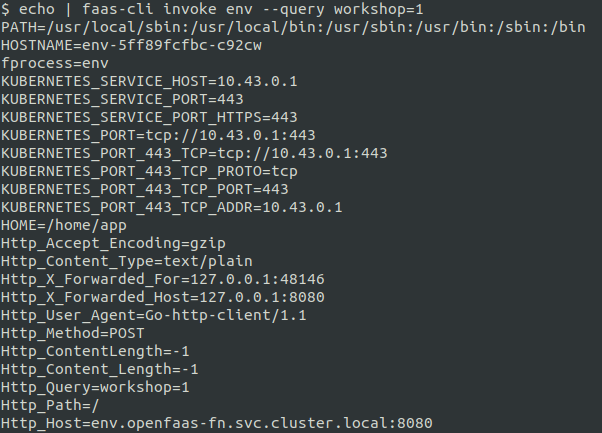 $ echo | faas-cli invoke env --query workshop=1
PATH=/usr/local/sbin:/usr/local/bin:/usr/sbin:/usr/bin:/sbin:/bin
HOSTNAME=env-5ff89fcfbc-c92cw
fprocess=env
KUBERNETES_SERVICE_HOST=10.43.0.1
KUBERNETES_SERVICE_PORT=443
KUBERNETES_SERVICE_PORT_HTTPS=443
KUBERNETES_PORT=tcp://10.43.0.1:443
KUBERNETES_PORT_443_TCP=tcp://10.43.0.1:443
KUBERNETES_PORT_443_TCP_PROTO=tcp
KUBERNETES_PORT_443_TCP_PORT=443
KUBERNETES_PORT_443_TCP_ADDR=10.43.0.1
HOME=/home/app
Http_Accept_Encoding=gzip
Http_Content_Type=text/plain
Http_X_Forwarded_For=127.0.0.1:48146
Http_X_Forwarded_Host=127.0.0.1:8080
Http_User_Agent=Go-http-client/1.1
Http_Method=POST
Http_ContentLength=-1
Http_Content_Length=-1
Http_Query=workshop=1
Http_Path=/
Http_Host=env.openfaas-fn.svc.cluster.local:8080